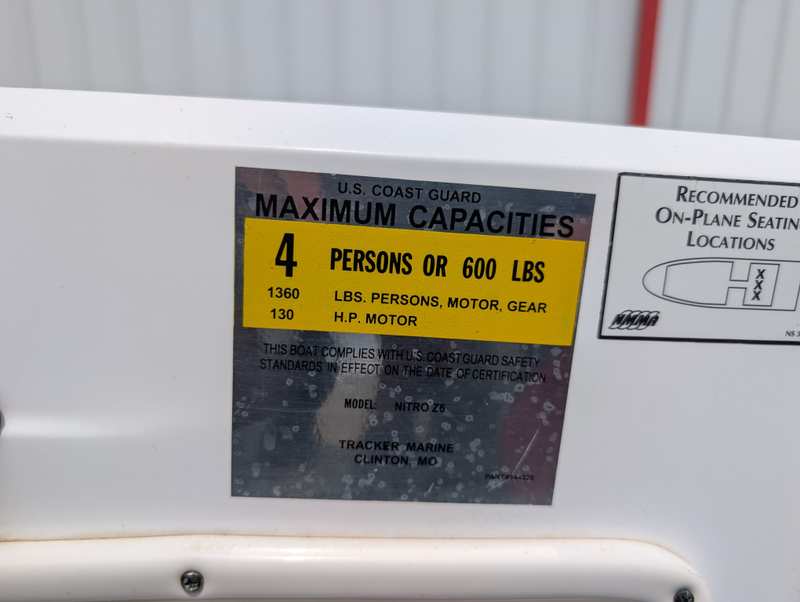 U.S. COAST GUARD
MAXIMUM CAPACITIES
4 PERSONS OR 600 LBS
1360 LBS. PERSONS, MOTOR, GEAR
130 H.P. MOTOR
THIS BOAT COMPLIES WITH U.S. COAST GUARD SAFETY
STANDARDS IN EFFECT ON THE DATE OF CERTIFICATION
MODEL: NITRO Z6
TRACKER MARINE
CLINTON, MO
RECOMMENDED
ON-PLANE SEATIN
LOCATIONS
X
X
X
NMMA
NS